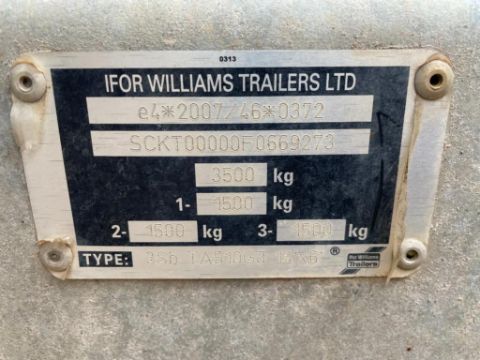 0313
IFOR WILLIAMS TRAILERS LTD
e4*2007/46*0372
SCKT00000F0669273
3500 kg
1- 1500 kg
2- 1500 kg 3- 1500 kg
TYPE: ®
Ifor Williams
Trailers